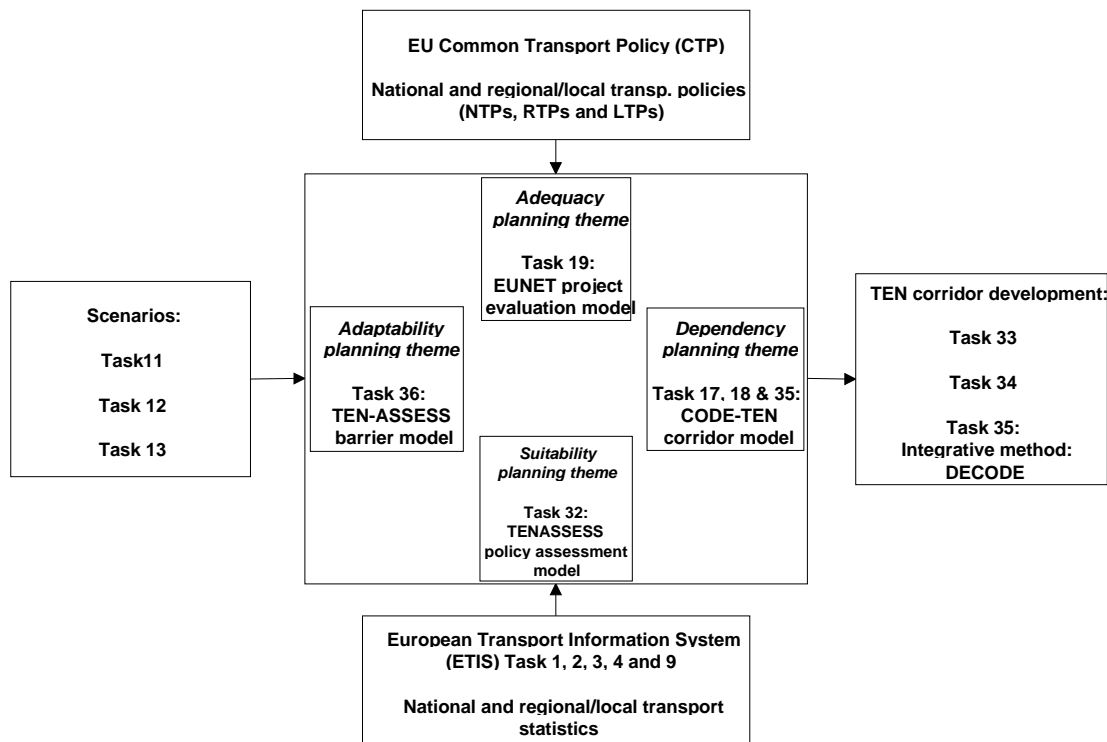 EU Common Transport Policy (CTP)
National and regional/local transp. policies
(NTPs, RTPs and LTPs)
Adequacy
planning theme
Task 19:
EUNET project
evaluation model
Scenarios:
Task11
Task 12
Task 13
Adaptability
planning theme
Task 36:
TEN-ASSESS
barrier model
Dependency
planning theme
Task 17, 18 & 35:
CODE-TEN
corridor model
TEN corridor development:
Task 33
Task 34
Task 35:
Integrative method:
DECODE
Suitability
planning theme
Task 32:
TENASSESS
policy assessment
model
European Transport Information System
(ETIS) Task 1, 2, 3, 4 and 9
National and regional/local transport
statistics